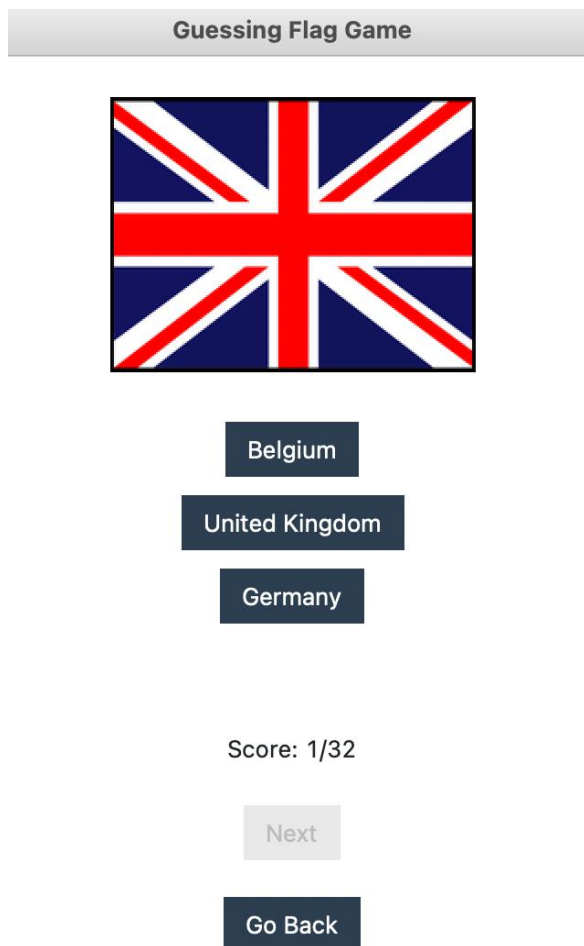 Guessing Flag Game
Belgium
United Kingdom
Germany
Score: 1/32
Next
Go Back